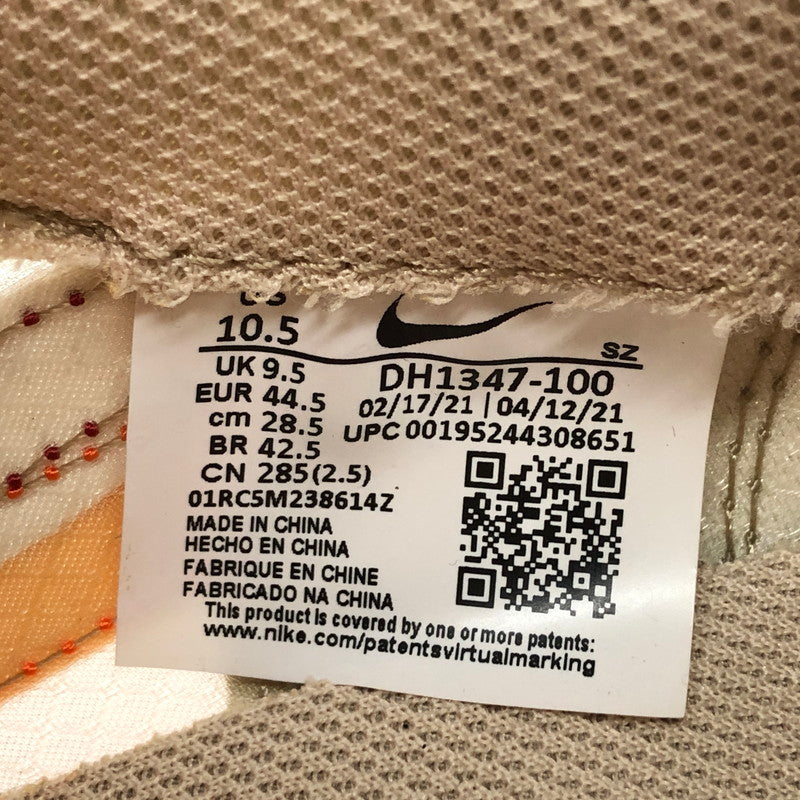 US
10.5
SZ
UK 9.5
EUR 44.5
cm 28.5
BR 42.5
CN 285(2.5)
01RC5M238614Z
DH1347-100
02/17/21 | 04/12/21
UPC 00195244308651
MADE IN CHINA
HECHO EN CHINA
FABRIQUE EN CHINE
FABRICADO NA CHINA
This product is covered by one or more patents:
www.nike.com/patentsvirtualmarking